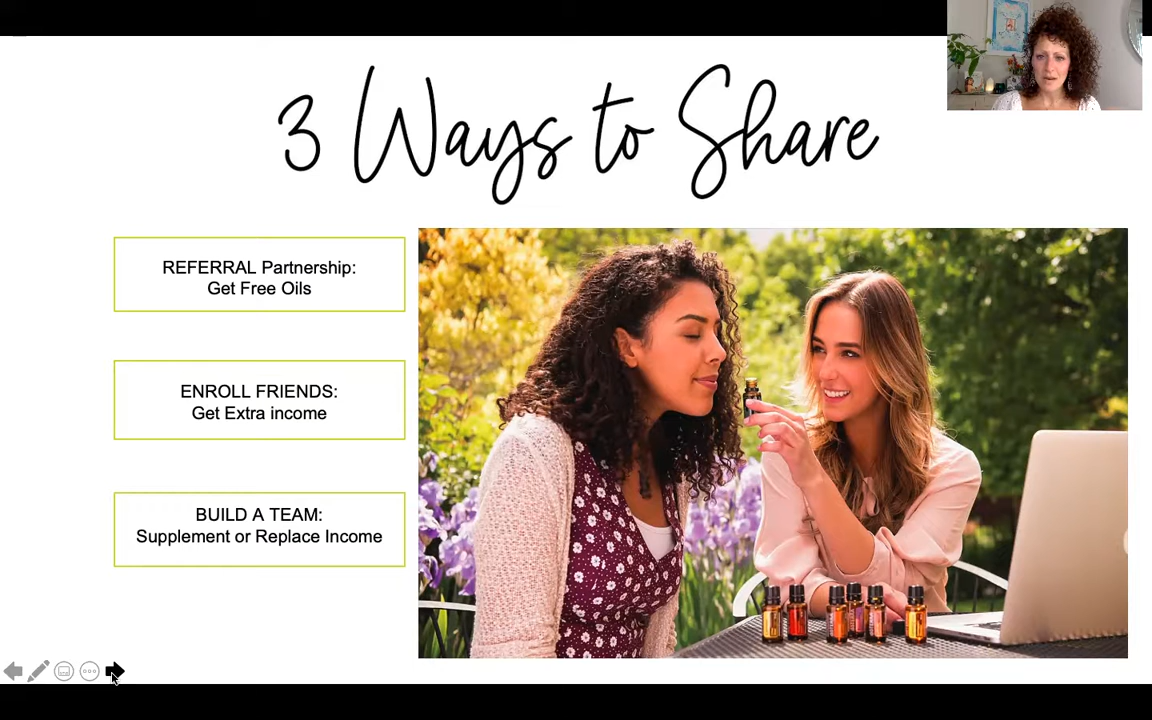 3 Ways to Share
REFERRAL Partnership:
Get Free Oils
ENROLL FRIENDS:
Get Extra income
BUILD A TEAM:
Supplement or Replace Income